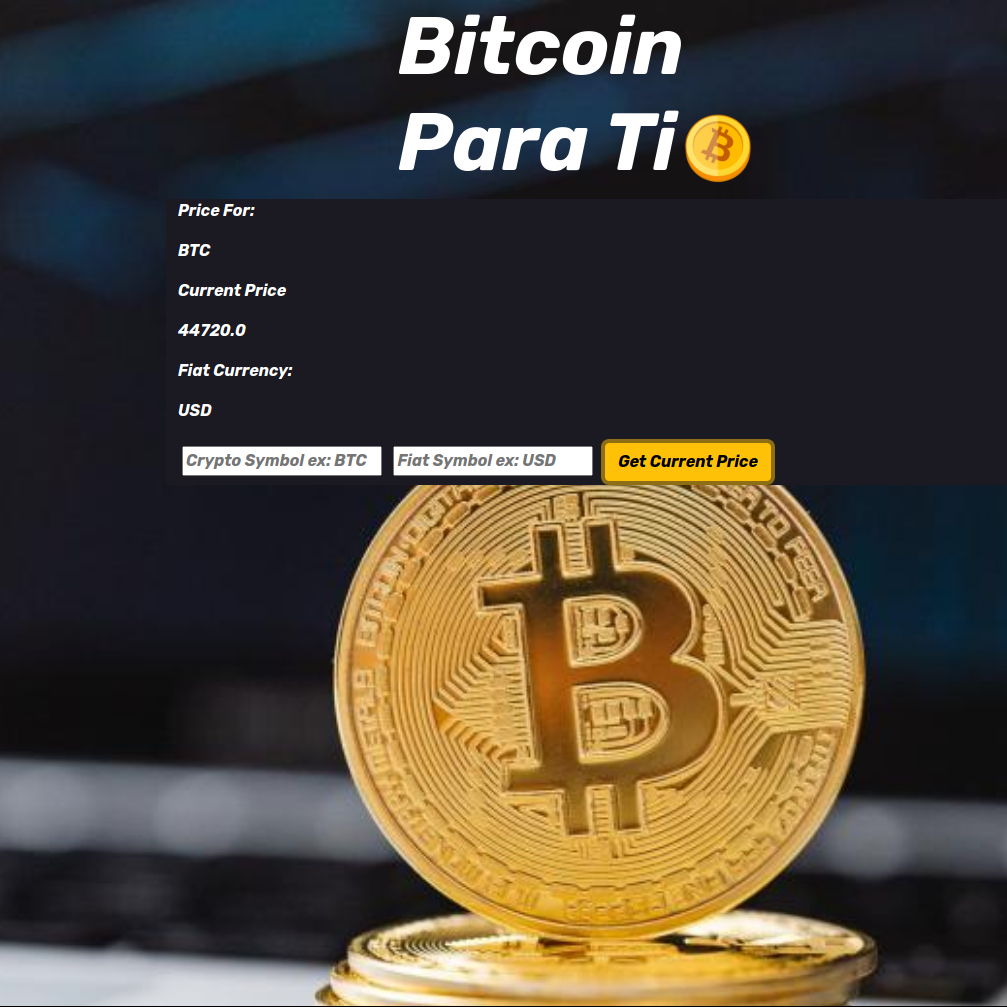 Bitcoin
Para Ti
Price For:
BTC
Current Price
44720.0
Fiat Currency:
USD
Crypto Symbol ex: BTC Fiat Symbol ex: USD Get Current Price